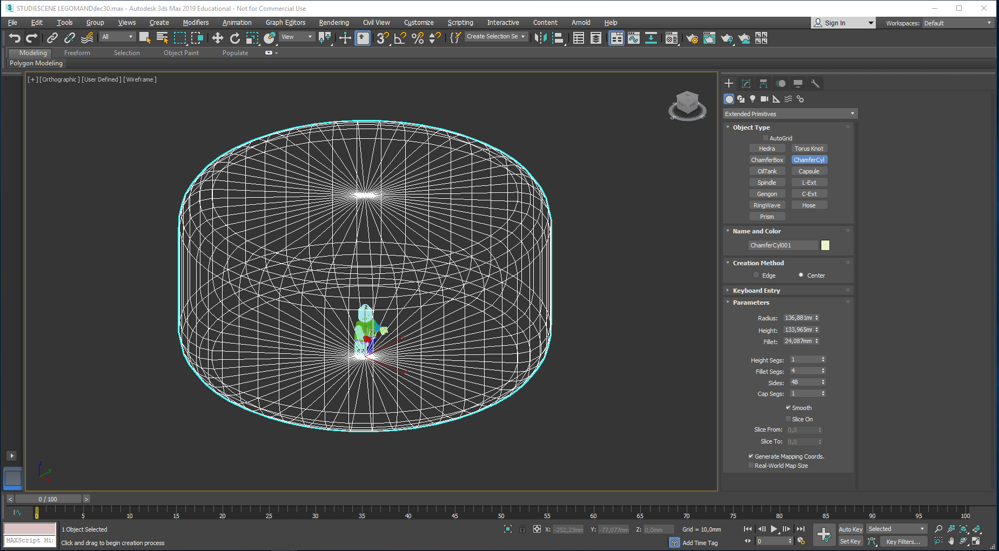 STUDIESCENE LEGOMANDdec30.max - Autodesk 3ds Max 2019 Educational - Not for Commercial Use
File Edit Tools Group Views Create Modifiers Animation Graph Editors Rendering Civil View Customize Scripting Interactive Content Arnold Help Sign In Workspaces: Default
All View Create Selection Se
Modeling Freeform Selection Object Paint Populate
Polygon Modeling
[+] [Orthographic] [User Defined] [Wireframe]
Extended Primitives
Object Type
AutoGrid
Hedra Torus Knot
ChamferBox ChamferCyl
OilTank Capsule
Spindle L-Ext
Gengon C-Ext
RingWave Hose
Prism
Name and Color
ChamferCyl001
Creation Method
Edge Center
Keyboard Entry
Parameters
Radius: 136,881mr
Height: 133,965mr
Fillet: 24,087mm
Height Segs: 1
Fillet Segs: 4
Sides: 48
Cap Segs: 1
Smooth
Slice On
Slice From: 0,0
Slice To: 0,0
Generate Mapping Coords.
Real-World Map Size
z
y
< 0 / 100 >
0 5 10 15 20 25 30 35 40 45 50 55 60 65 70 75 80 85 90 95 100
1 Object Selected X: -252,23mm Y: -77,077mm Z: 0,0mm Grid = 10,0mm Auto Key Selected
MAXScript Mi Click and drag to begin creation process Add Time Tag 0 Set Key Key Filters...